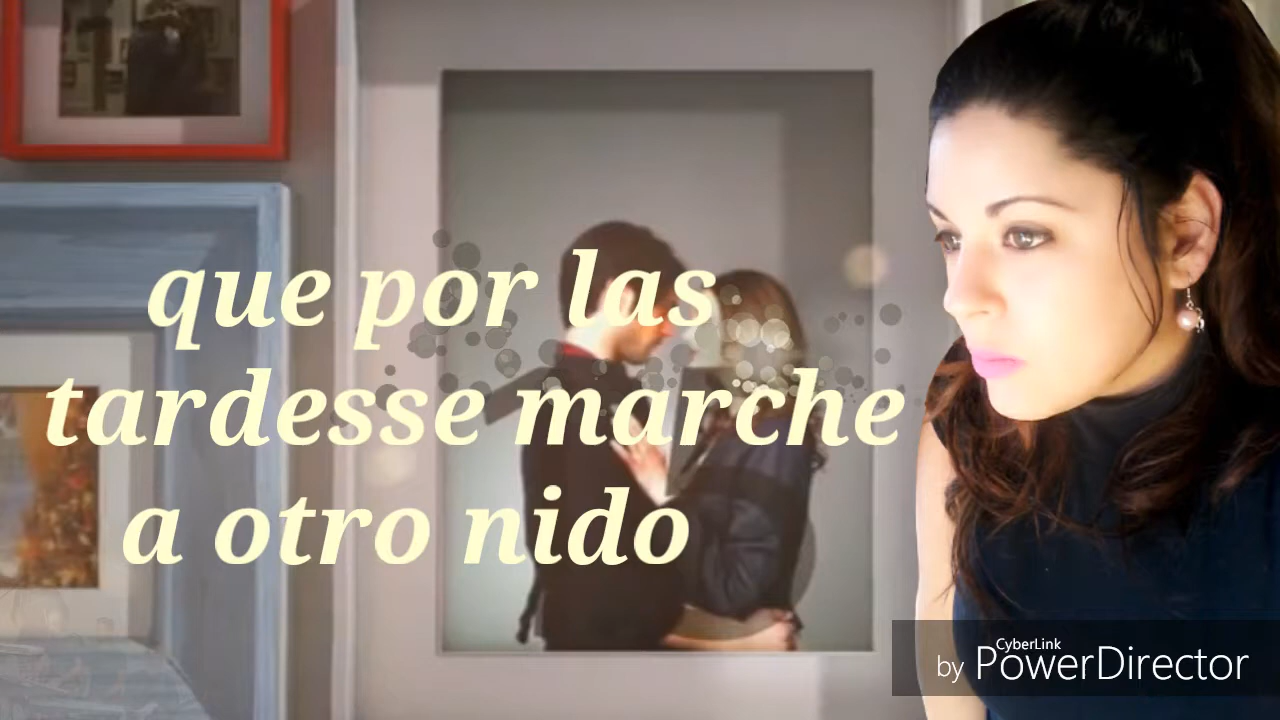 que por las
tardesse marche
a otro nido
CyberLink
by PowerDirector